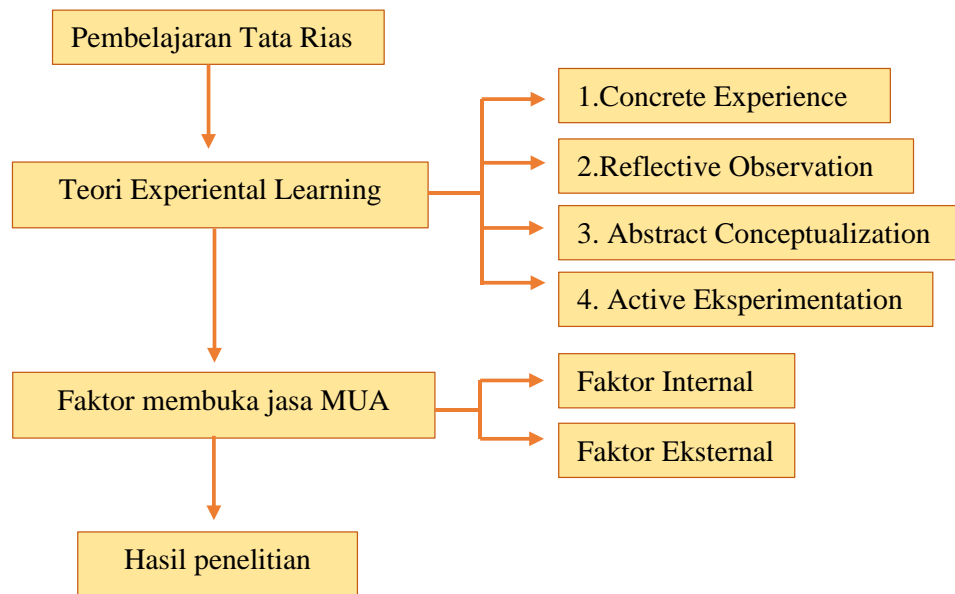 Pembelajaran Tata Rias
1.Concrete Experience
2.Reflective Observation
Teori Experiental Learning
3. Abstract Conceptualization
4. Active Eksperimentation
Faktor membuka jasa MUA
Faktor Internal
Faktor Eksternal
Hasil penelitian